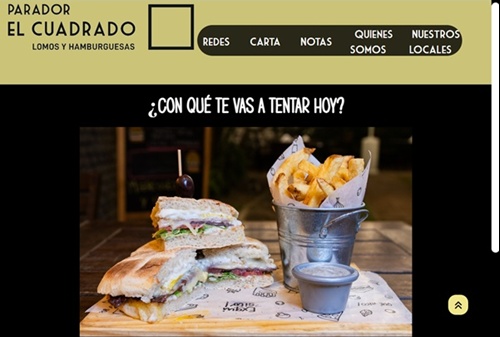 PARADOR
EL CUADRADO
LOMOS Y HAMBURGUESAS
REDES CARTA NOTAS QUIENES SOMOS NUESTROS LOCALES
¿CON QUÉ TE VAS A TENTAR HOY?